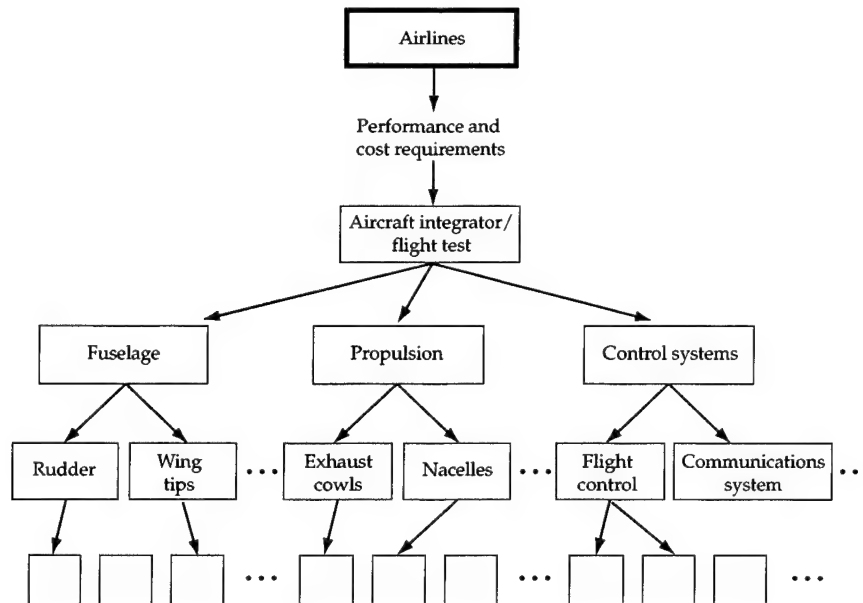 Airlines
Performance and
cost requirements
Aircraft integrator/
flight test
Fuselage
Propulsion
Control systems
Rudder
Wing
tips
...
Exhaust
cowls
Nacelles
...
Flight
control
Communications
system
..
...
...
...